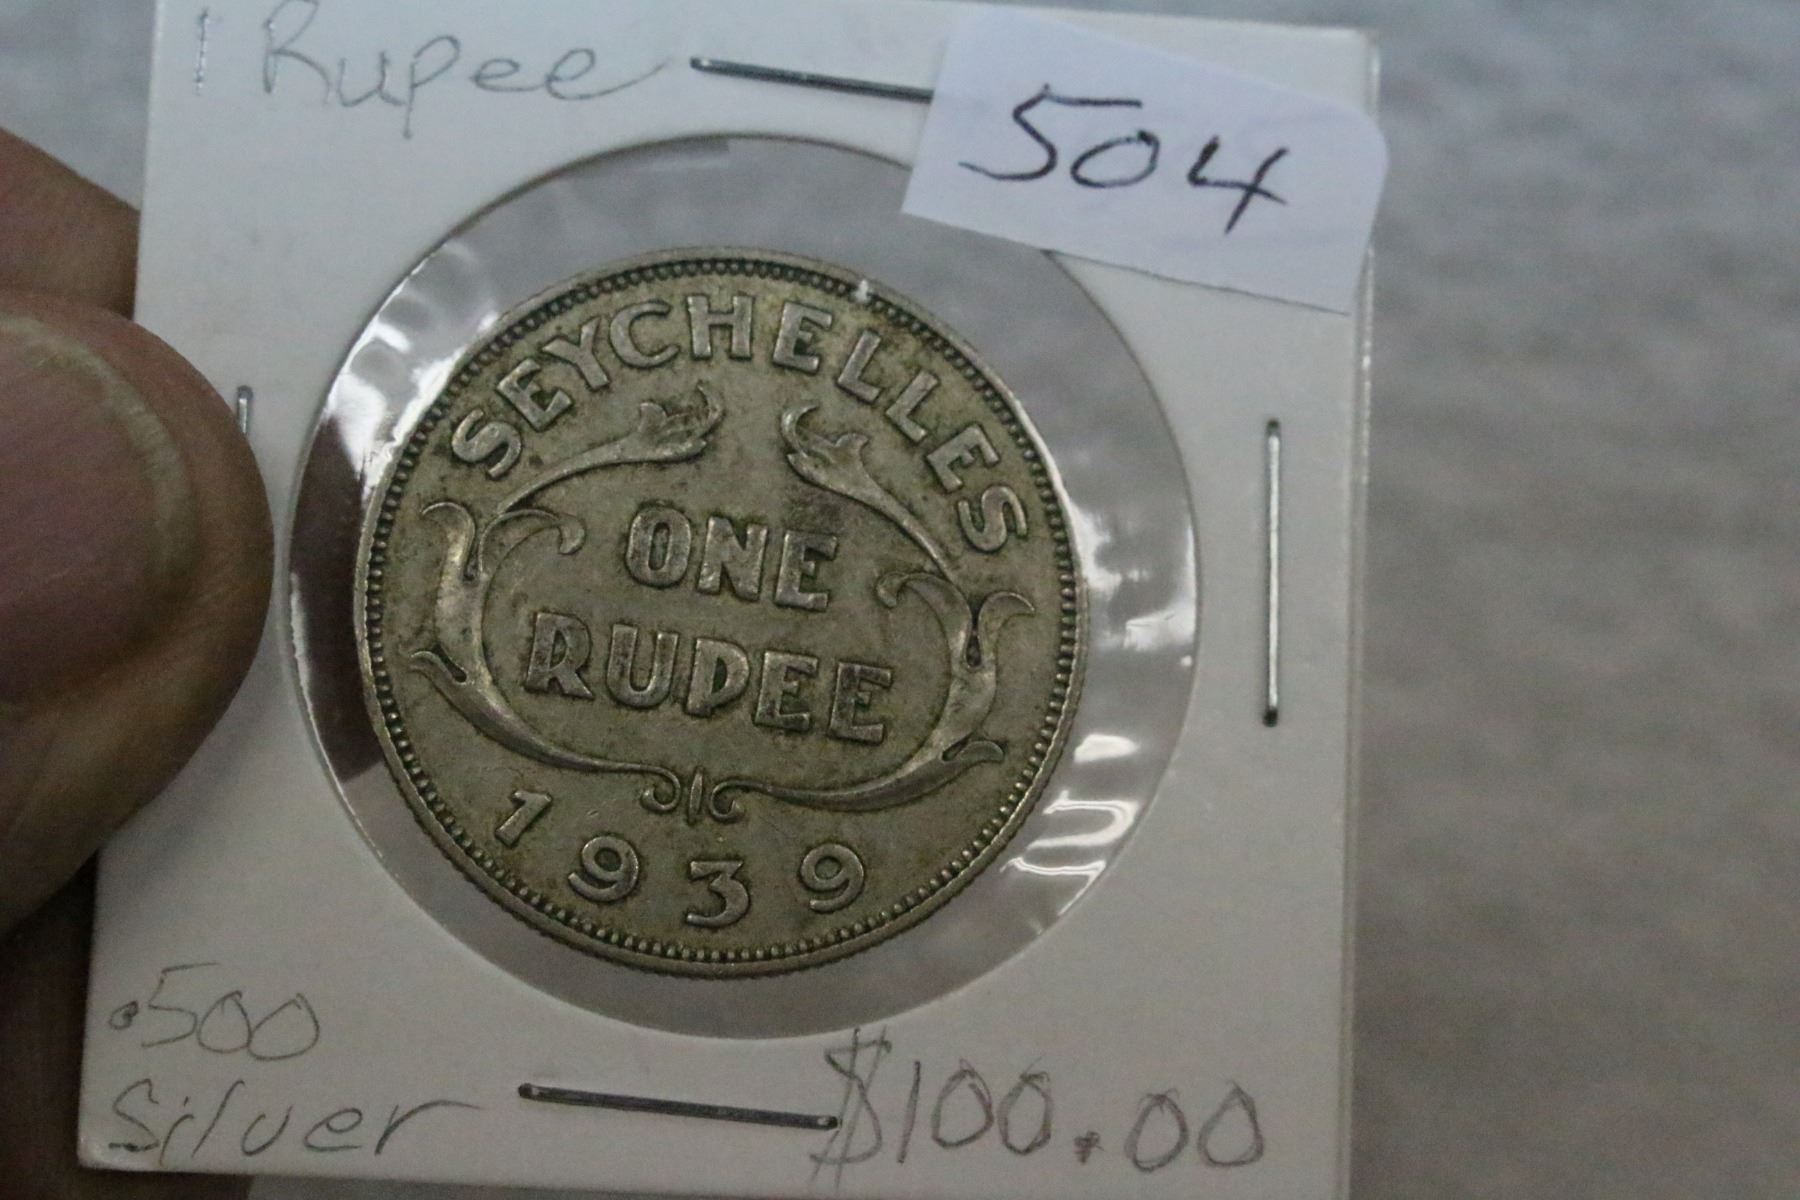 1 Rupee
504
SEYCHELLES
ONE
RUPEE
1939
.500
Silver
$100.00